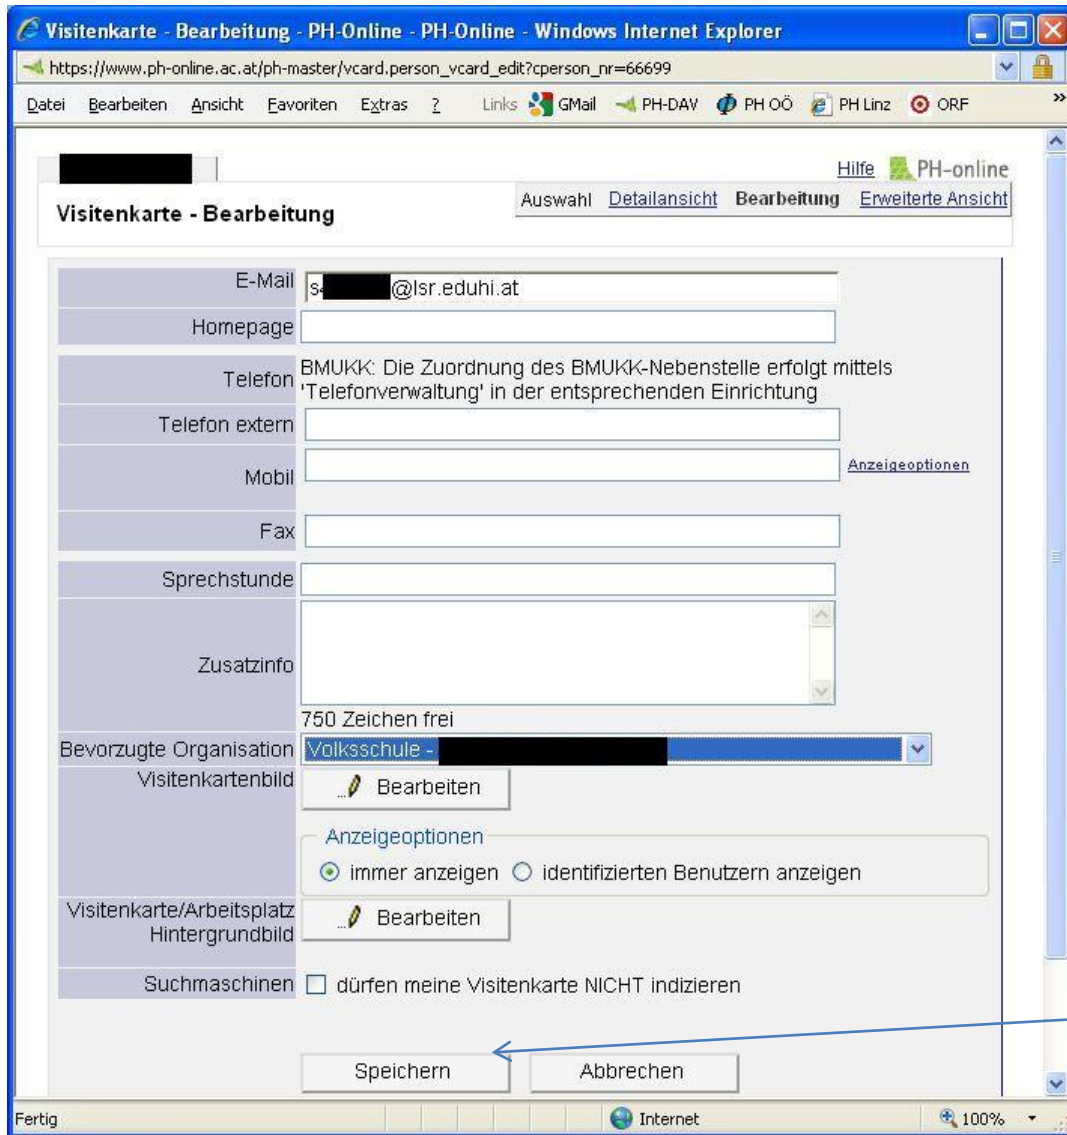 Visitenkarte - Bearbeitung - PH-Online - PH-Online - Windows Internet Explorer
https://www.ph-online.ac.at/ph-master/vcard.person_vcard_edit?cperson_nr=66699
Datei Bearbeiten Ansicht Favoriten Extras ? Links GMail PH-DAV PH OÖ PH Linz ORF »
Hilfe PH-online
Visitenkarte - Bearbeitung
Auswahl Detailansicht Bearbeitung Erweiterte Ansicht
E-Mail s @lsr.eduhi.at
Homepage
Telefon BMUKK: Die Zuordnung des BMUKK-Nebenstelle erfolgt mittels
'Telefonverwaltung' in der entsprechenden Einrichtung
Telefon extern
Mobil Anzeigeoptionen
Fax
Sprechstunde
Zusatzinfo
750 Zeichen frei
Bevorzugte Organisation Volksschule -
Visitenkartenbild Bearbeiten
Anzeigeoptionen
immer anzeigen identifizierten Benutzern anzeigen
Visitenkarte/Arbeitsplatz Bearbeiten
Hintergrundbild
Suchmaschinen dürfen meine Visitenkarte NICHT indizieren
Speichern Abbrechen
Fertig Internet 100%